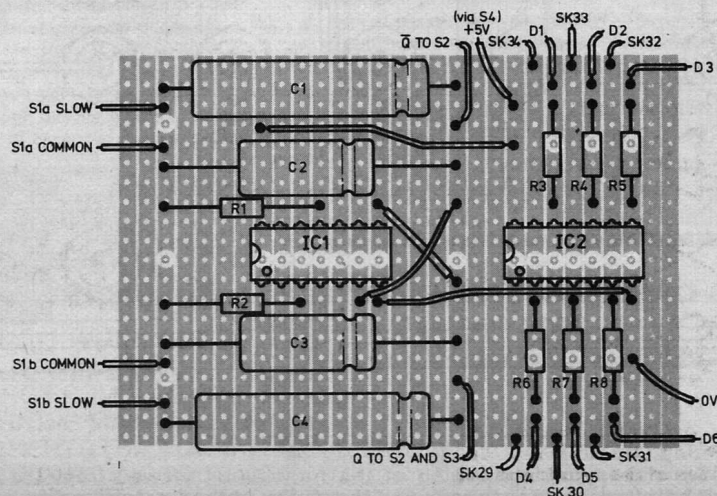 (via S4)
+5V
SK33
D1
D2
Q̅ TO S2
SK34
SK32
D3
C1
S1a SLOW
S1a COMMON
C2
R3
R4
R5
R1
IC1
IC2
R2
C3
S1b COMMON
R6
R7
R8
S1b SLOW
0V
C4
D6
Q TO S2 AND S3
SK29
D4
SK30
D5
SK31